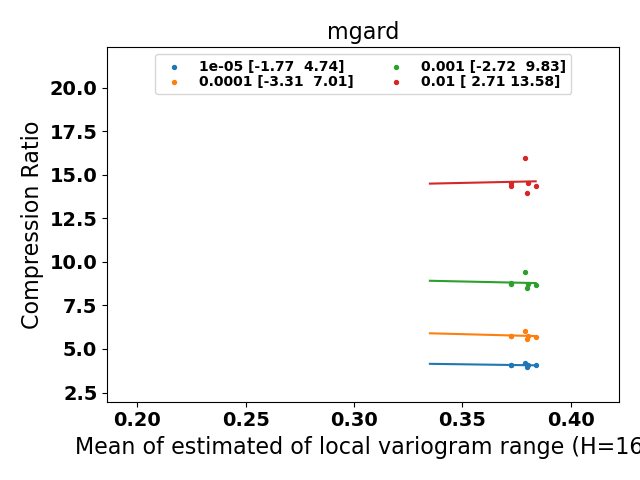 mgard
1e-05 [-1.77 4.74]
0.0001 [-3.31 7.01]
0.001 [-2.72 9.83]
0.01 [ 2.71 13.58]
Compression Ratio
20.0
17.5
15.0
12.5
10.0
7.5
5.0
2.5
0.20 0.25 0.30 0.35 0.40
Mean of estimated of local variogram range (H=16